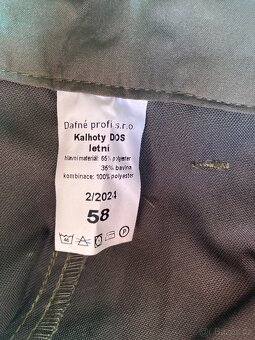 Dafné profi s.r.o.
Kalhoty DOS
letní
hlavní materiál: 65% polyester
35% bavlna
kombinace: 100% polyester
2/2024
58